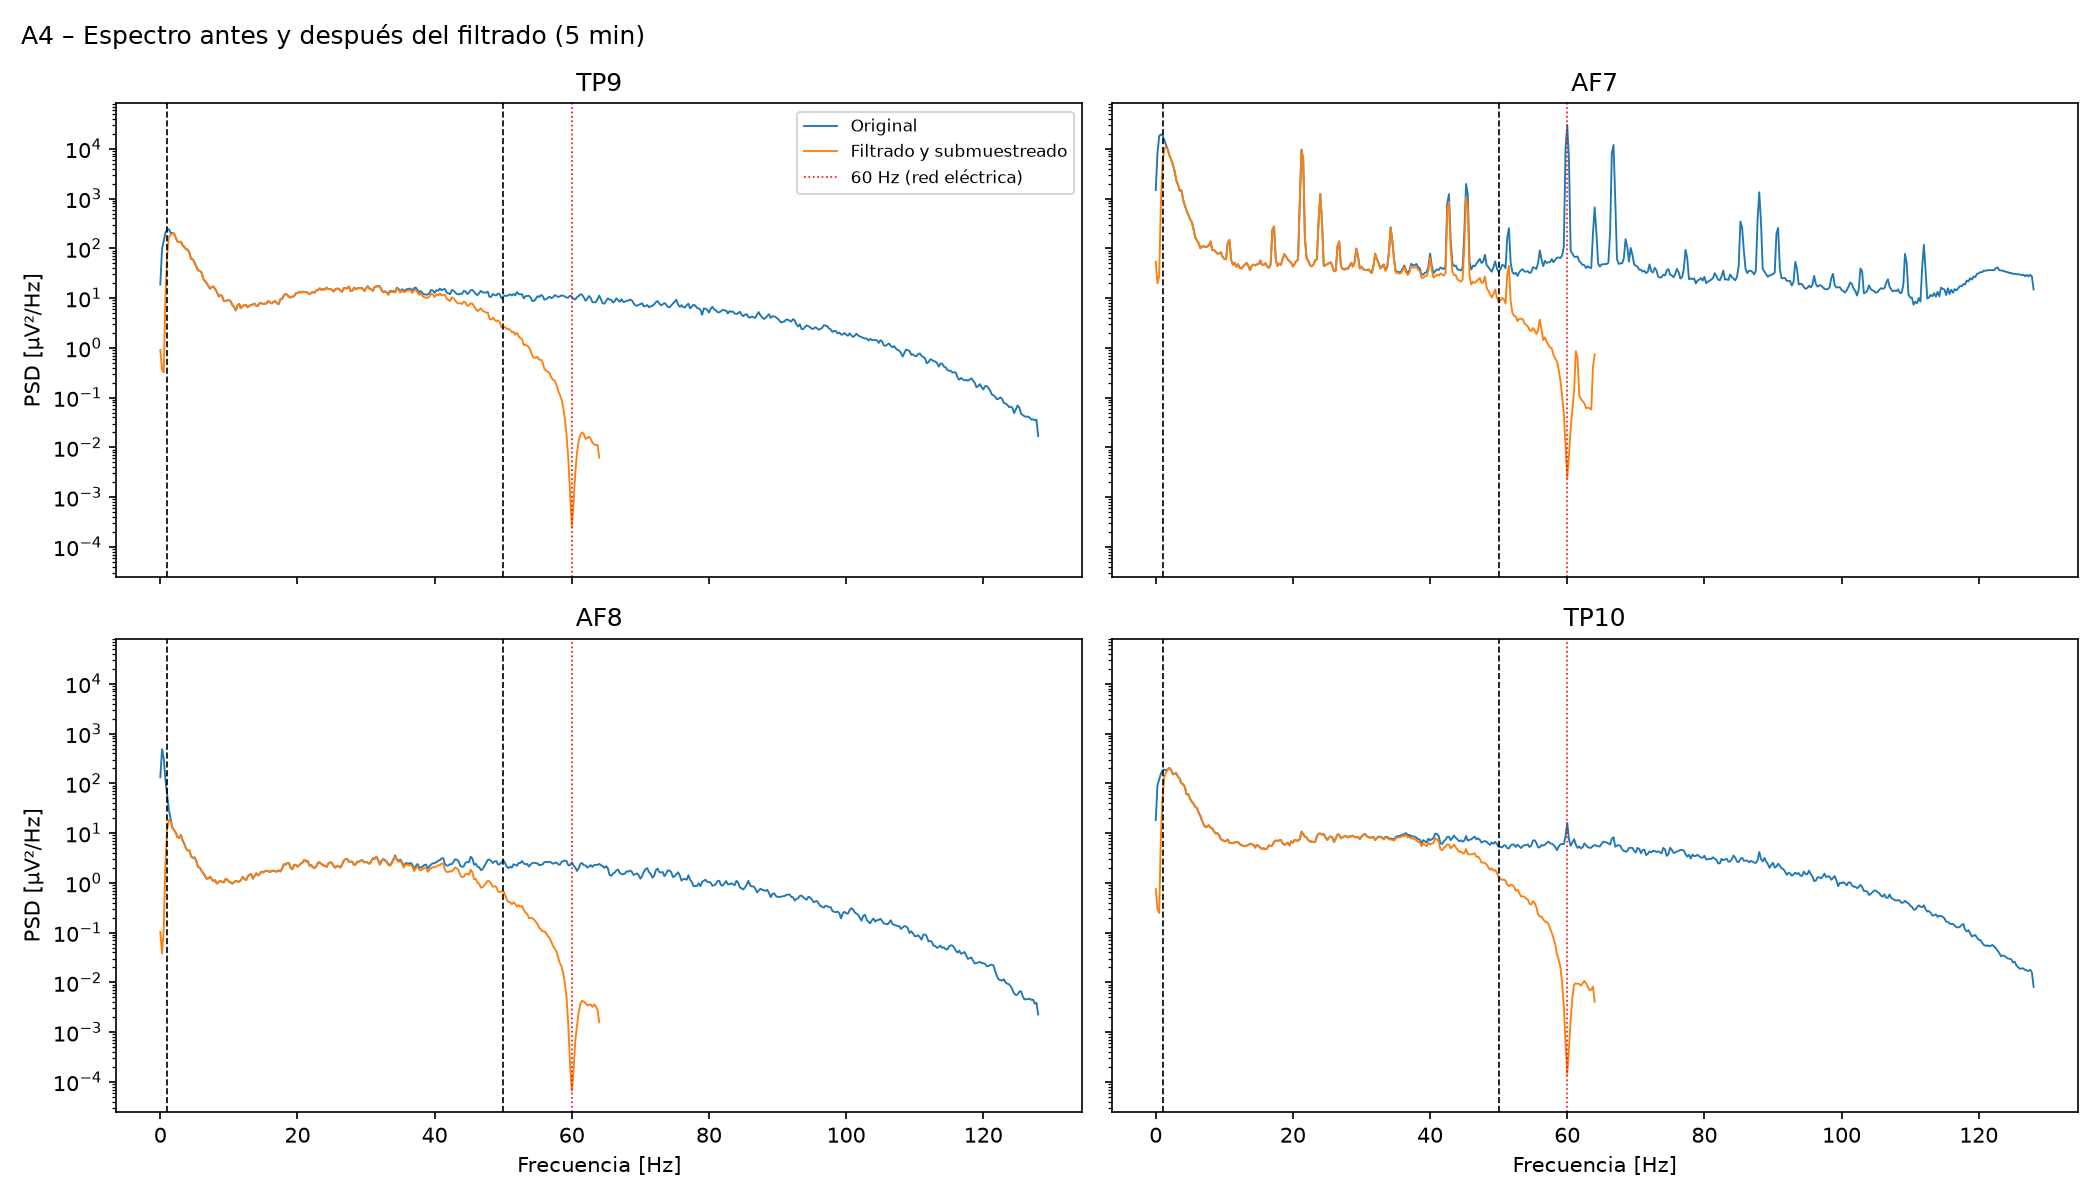 A4 – Espectro antes y después del filtrado (5 min)
TP9
AF7
PSD [µV²/Hz]
10⁴
10³
10²
10¹
10⁰
10⁻¹
10⁻²
10⁻³
10⁻⁴
Original
Filtrado y submuestreado
60 Hz (red eléctrica)
AF8
TP10
PSD [µV²/Hz]
10⁴
10³
10²
10¹
10⁰
10⁻¹
10⁻²
10⁻³
10⁻⁴
0 20 40 60 80 100 120
Frecuencia [Hz]
0 20 40 60 80 100 120
Frecuencia [Hz]